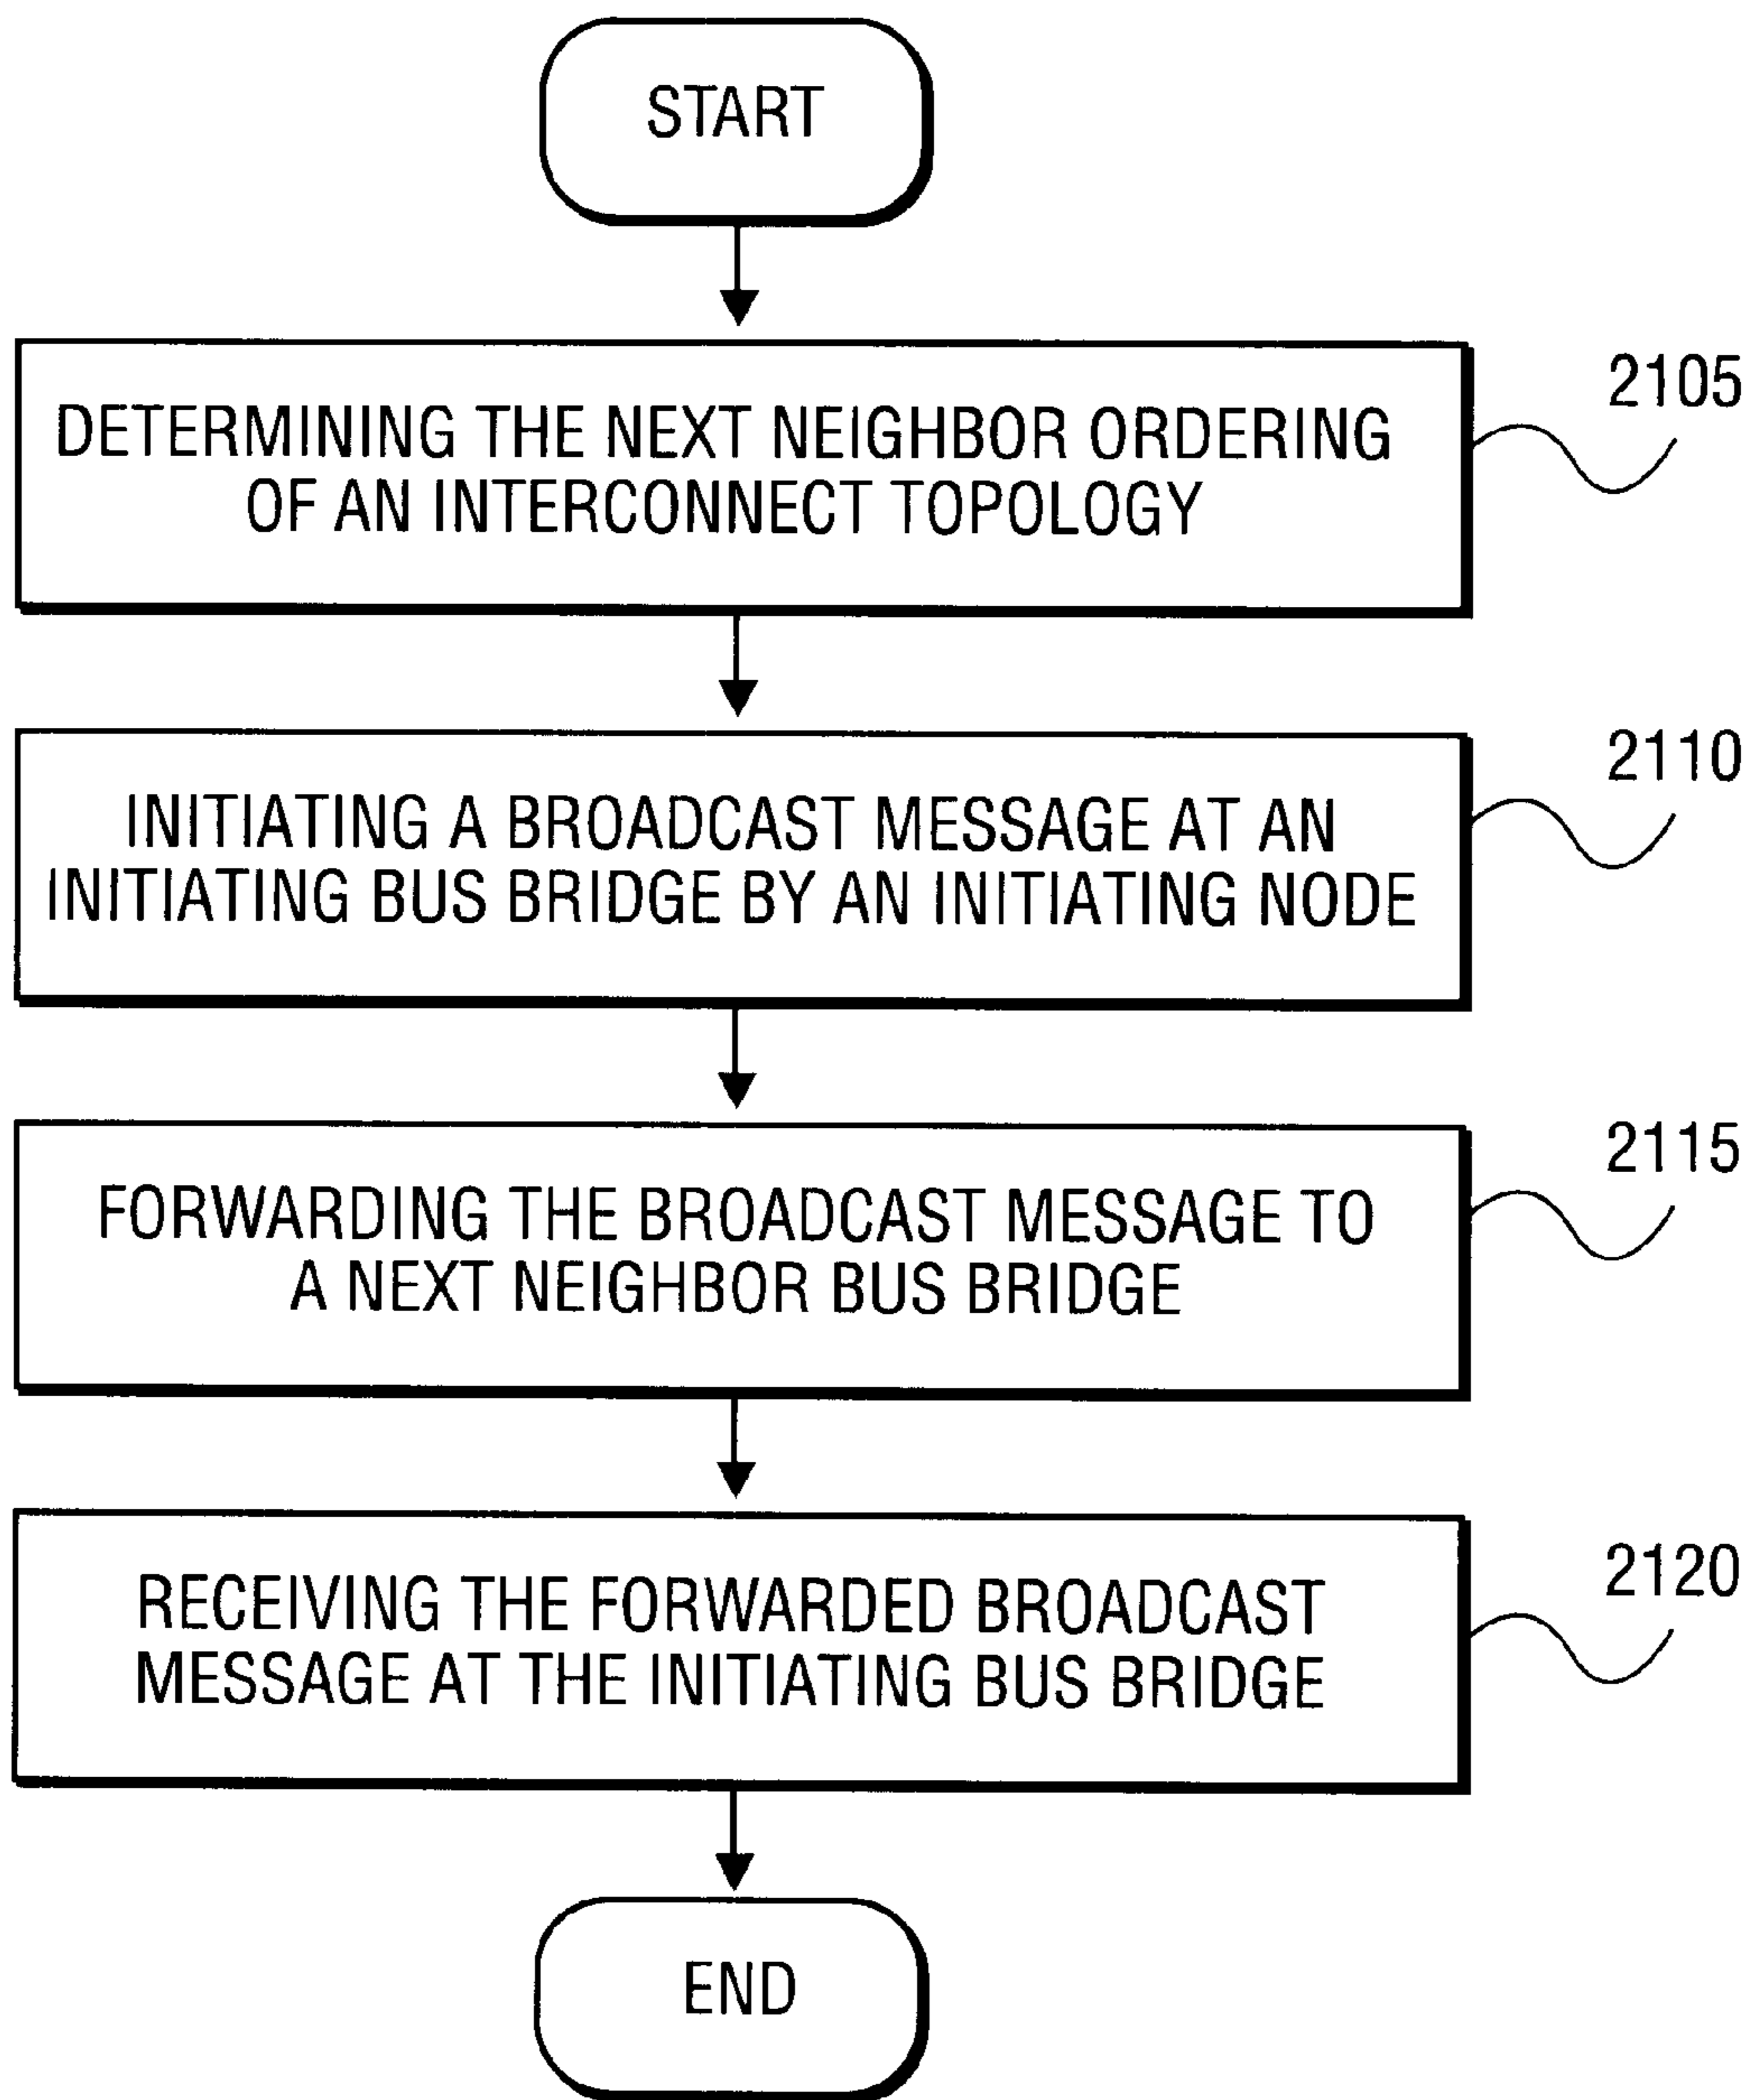 START
2105
DETERMINING THE NEXT NEIGHBOR ORDERING
OF AN INTERCONNECT TOPOLOGY
2110
INITIATING A BROADCAST MESSAGE AT AN
INITIATING BUS BRIDGE BY AN INITIATING NODE
2115
FORWARDING THE BROADCAST MESSAGE TO
A NEXT NEIGHBOR BUS BRIDGE
2120
RECEIVING THE FORWARDED BROADCAST
MESSAGE AT THE INITIATING BUS BRIDGE
END